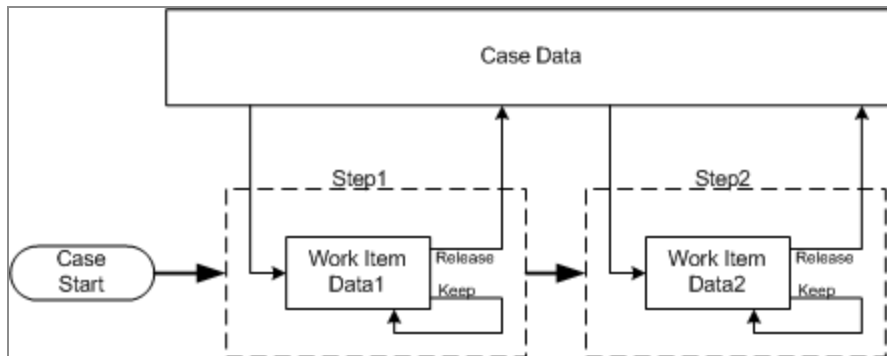 Case Data
Step1
Step2
Case
Start
Work Item
Data1
Release
Keep
Work Item
Data2
Release
Keep